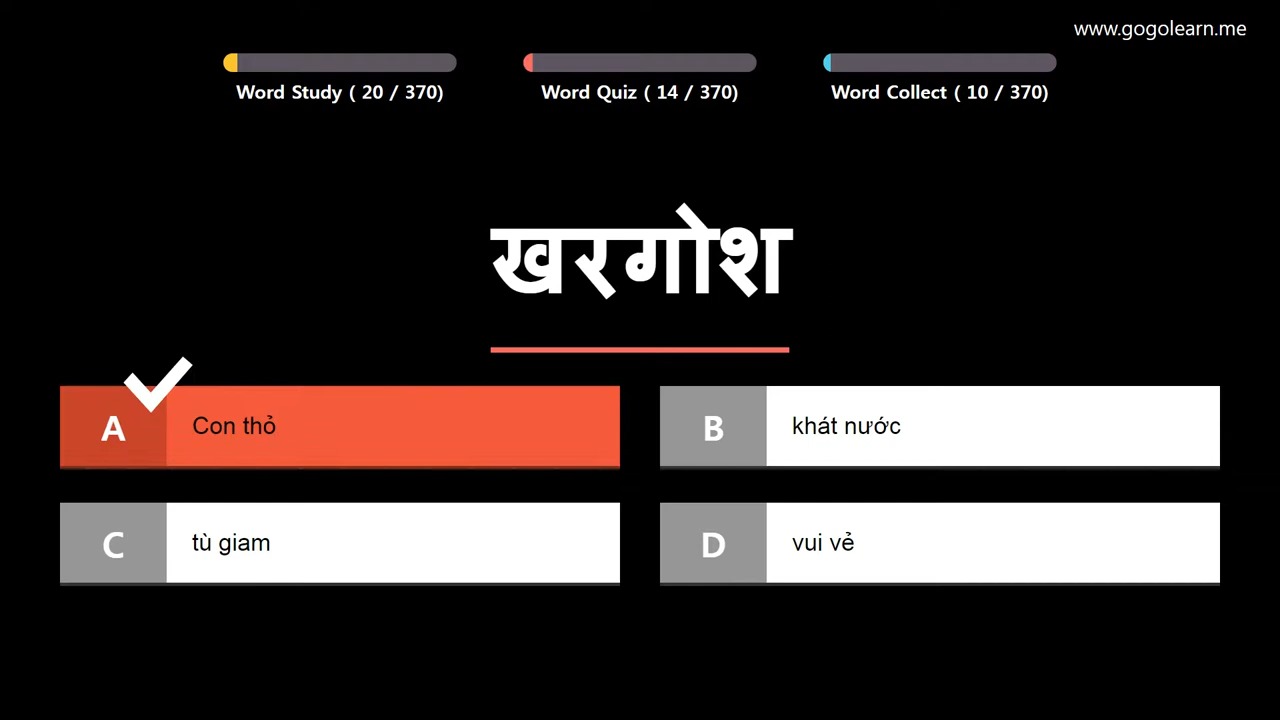 www.gogolearn.me
Word Study ( 20 / 370)
Word Quiz ( 14 / 370)
Word Collect ( 10 / 370)
खरगोश
A
Con thỏ
B
khát nước
C
tù giam
D
vui vẻ